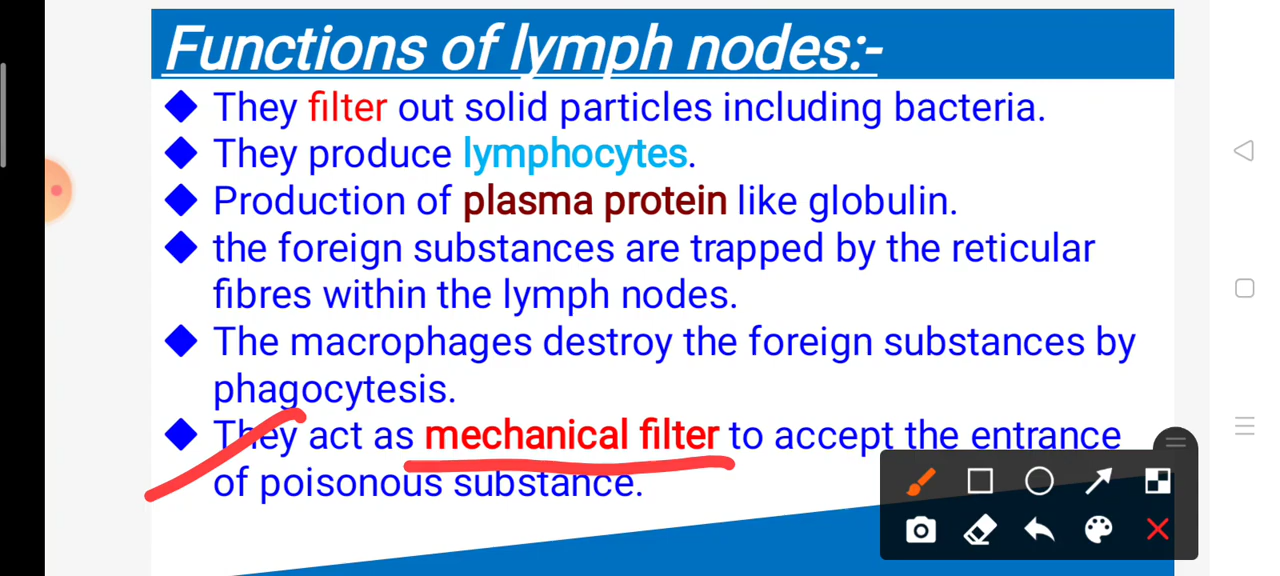 Functions of lymph nodes:-
They filter out solid particles including bacteria.
They produce lymphocytes.
Production of plasma protein like globulin.
the foreign substances are trapped by the reticular
fibres within the lymph nodes.
The macrophages destroy the foreign substances by
phagocytesis.
They act as mechanical filter to accept the entrance
of poisonous substance.